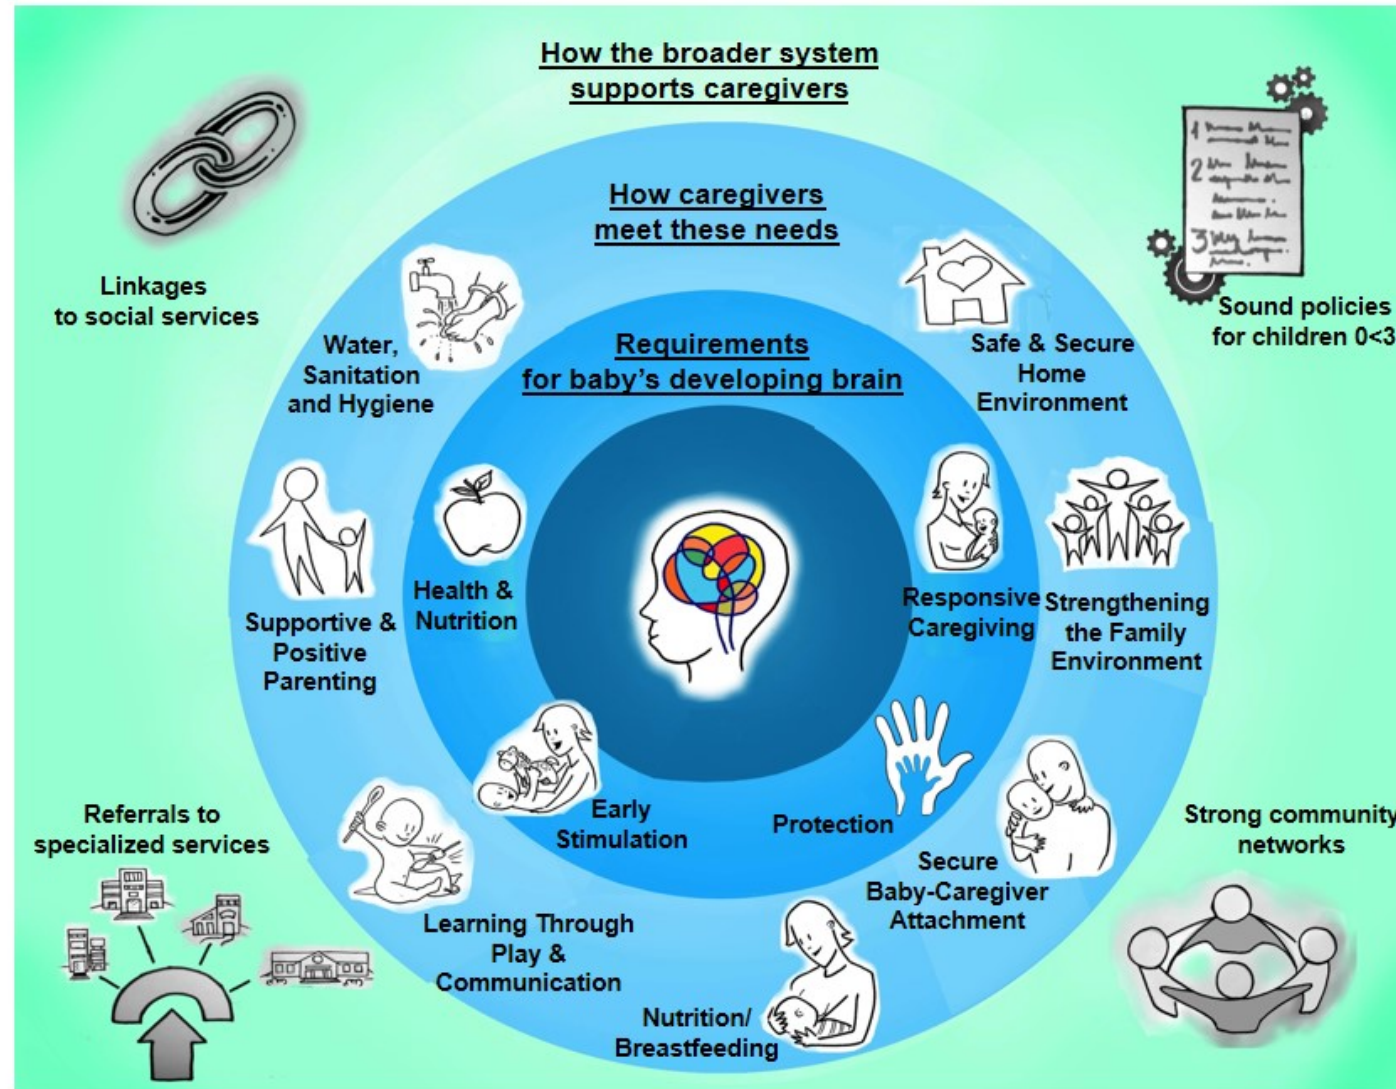 How the broader system
supports caregivers
How caregivers
meet these needs
Requirements
for baby's developing brain
Linkages
to social services
Sound policies
for children 0<3
Water,
Sanitation
and Hygiene
Safe & Secure
Home
Environment
Supportive &
Positive
Parenting
Health &
Nutrition
Responsive
Caregiving
Strengthening
the Family
Environment
Early
Stimulation
Protection
Referrals to
specialized services
Learning Through
Play &
Communication
Nutrition/
Breastfeeding
Secure
Baby-Caregiver
Attachment
Strong community
networks
1
2
3